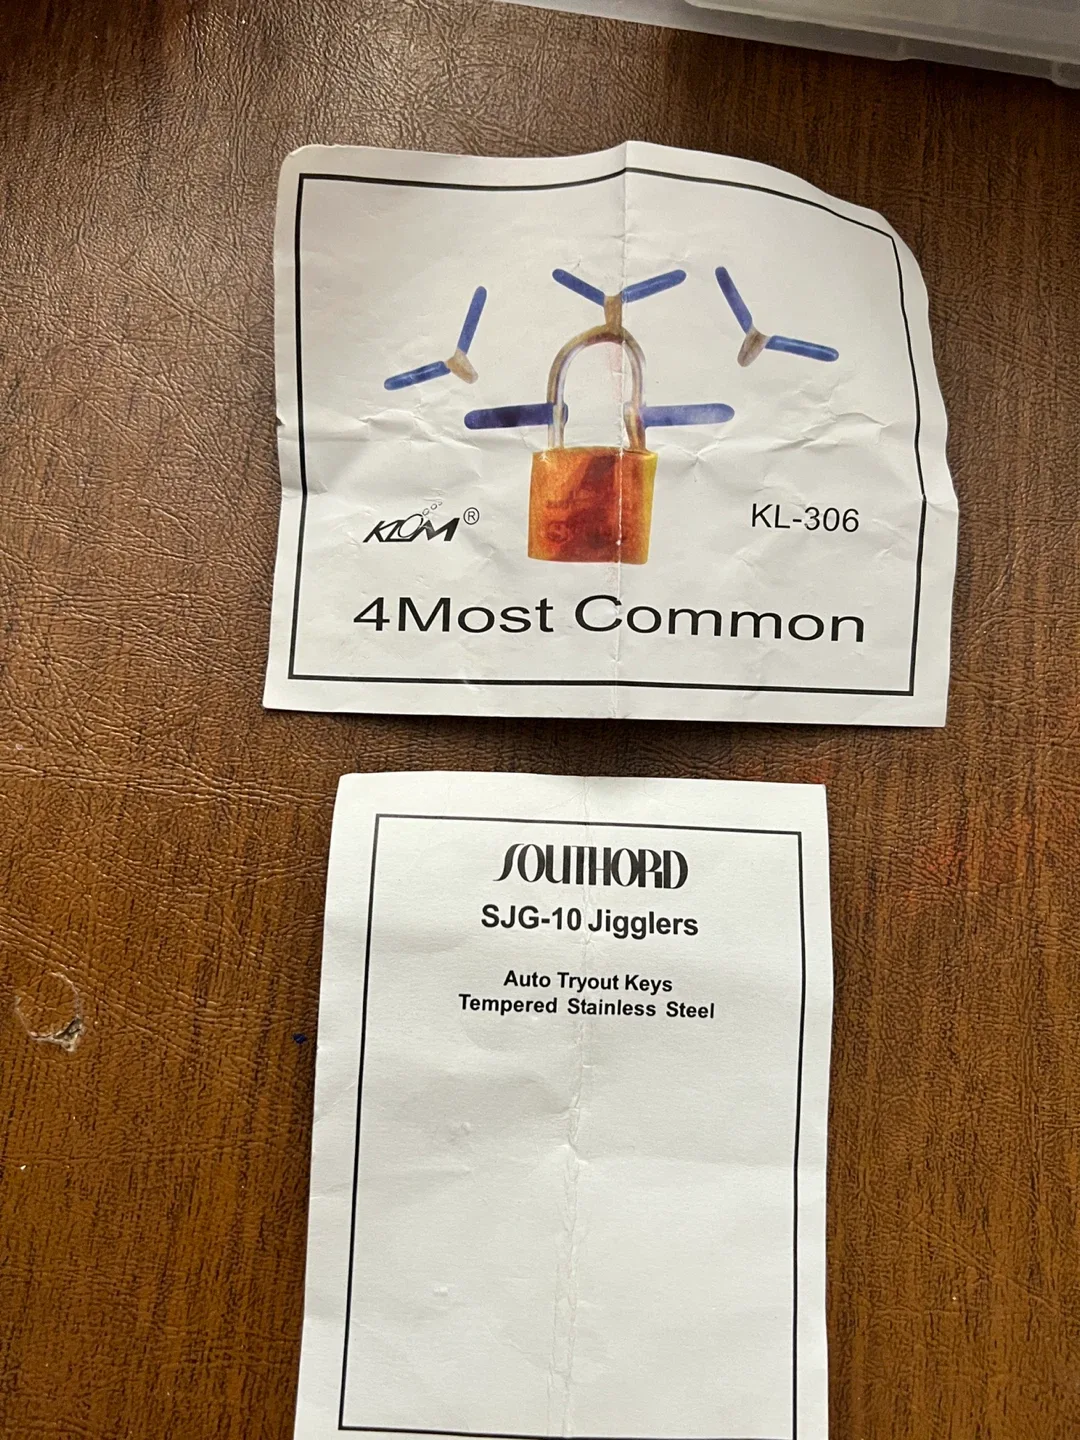 KLOM®
KL-306
4Most Common
SOUTHORD
SJG-10 Jigglers
Auto Tryout Keys
Tempered Stainless Steel